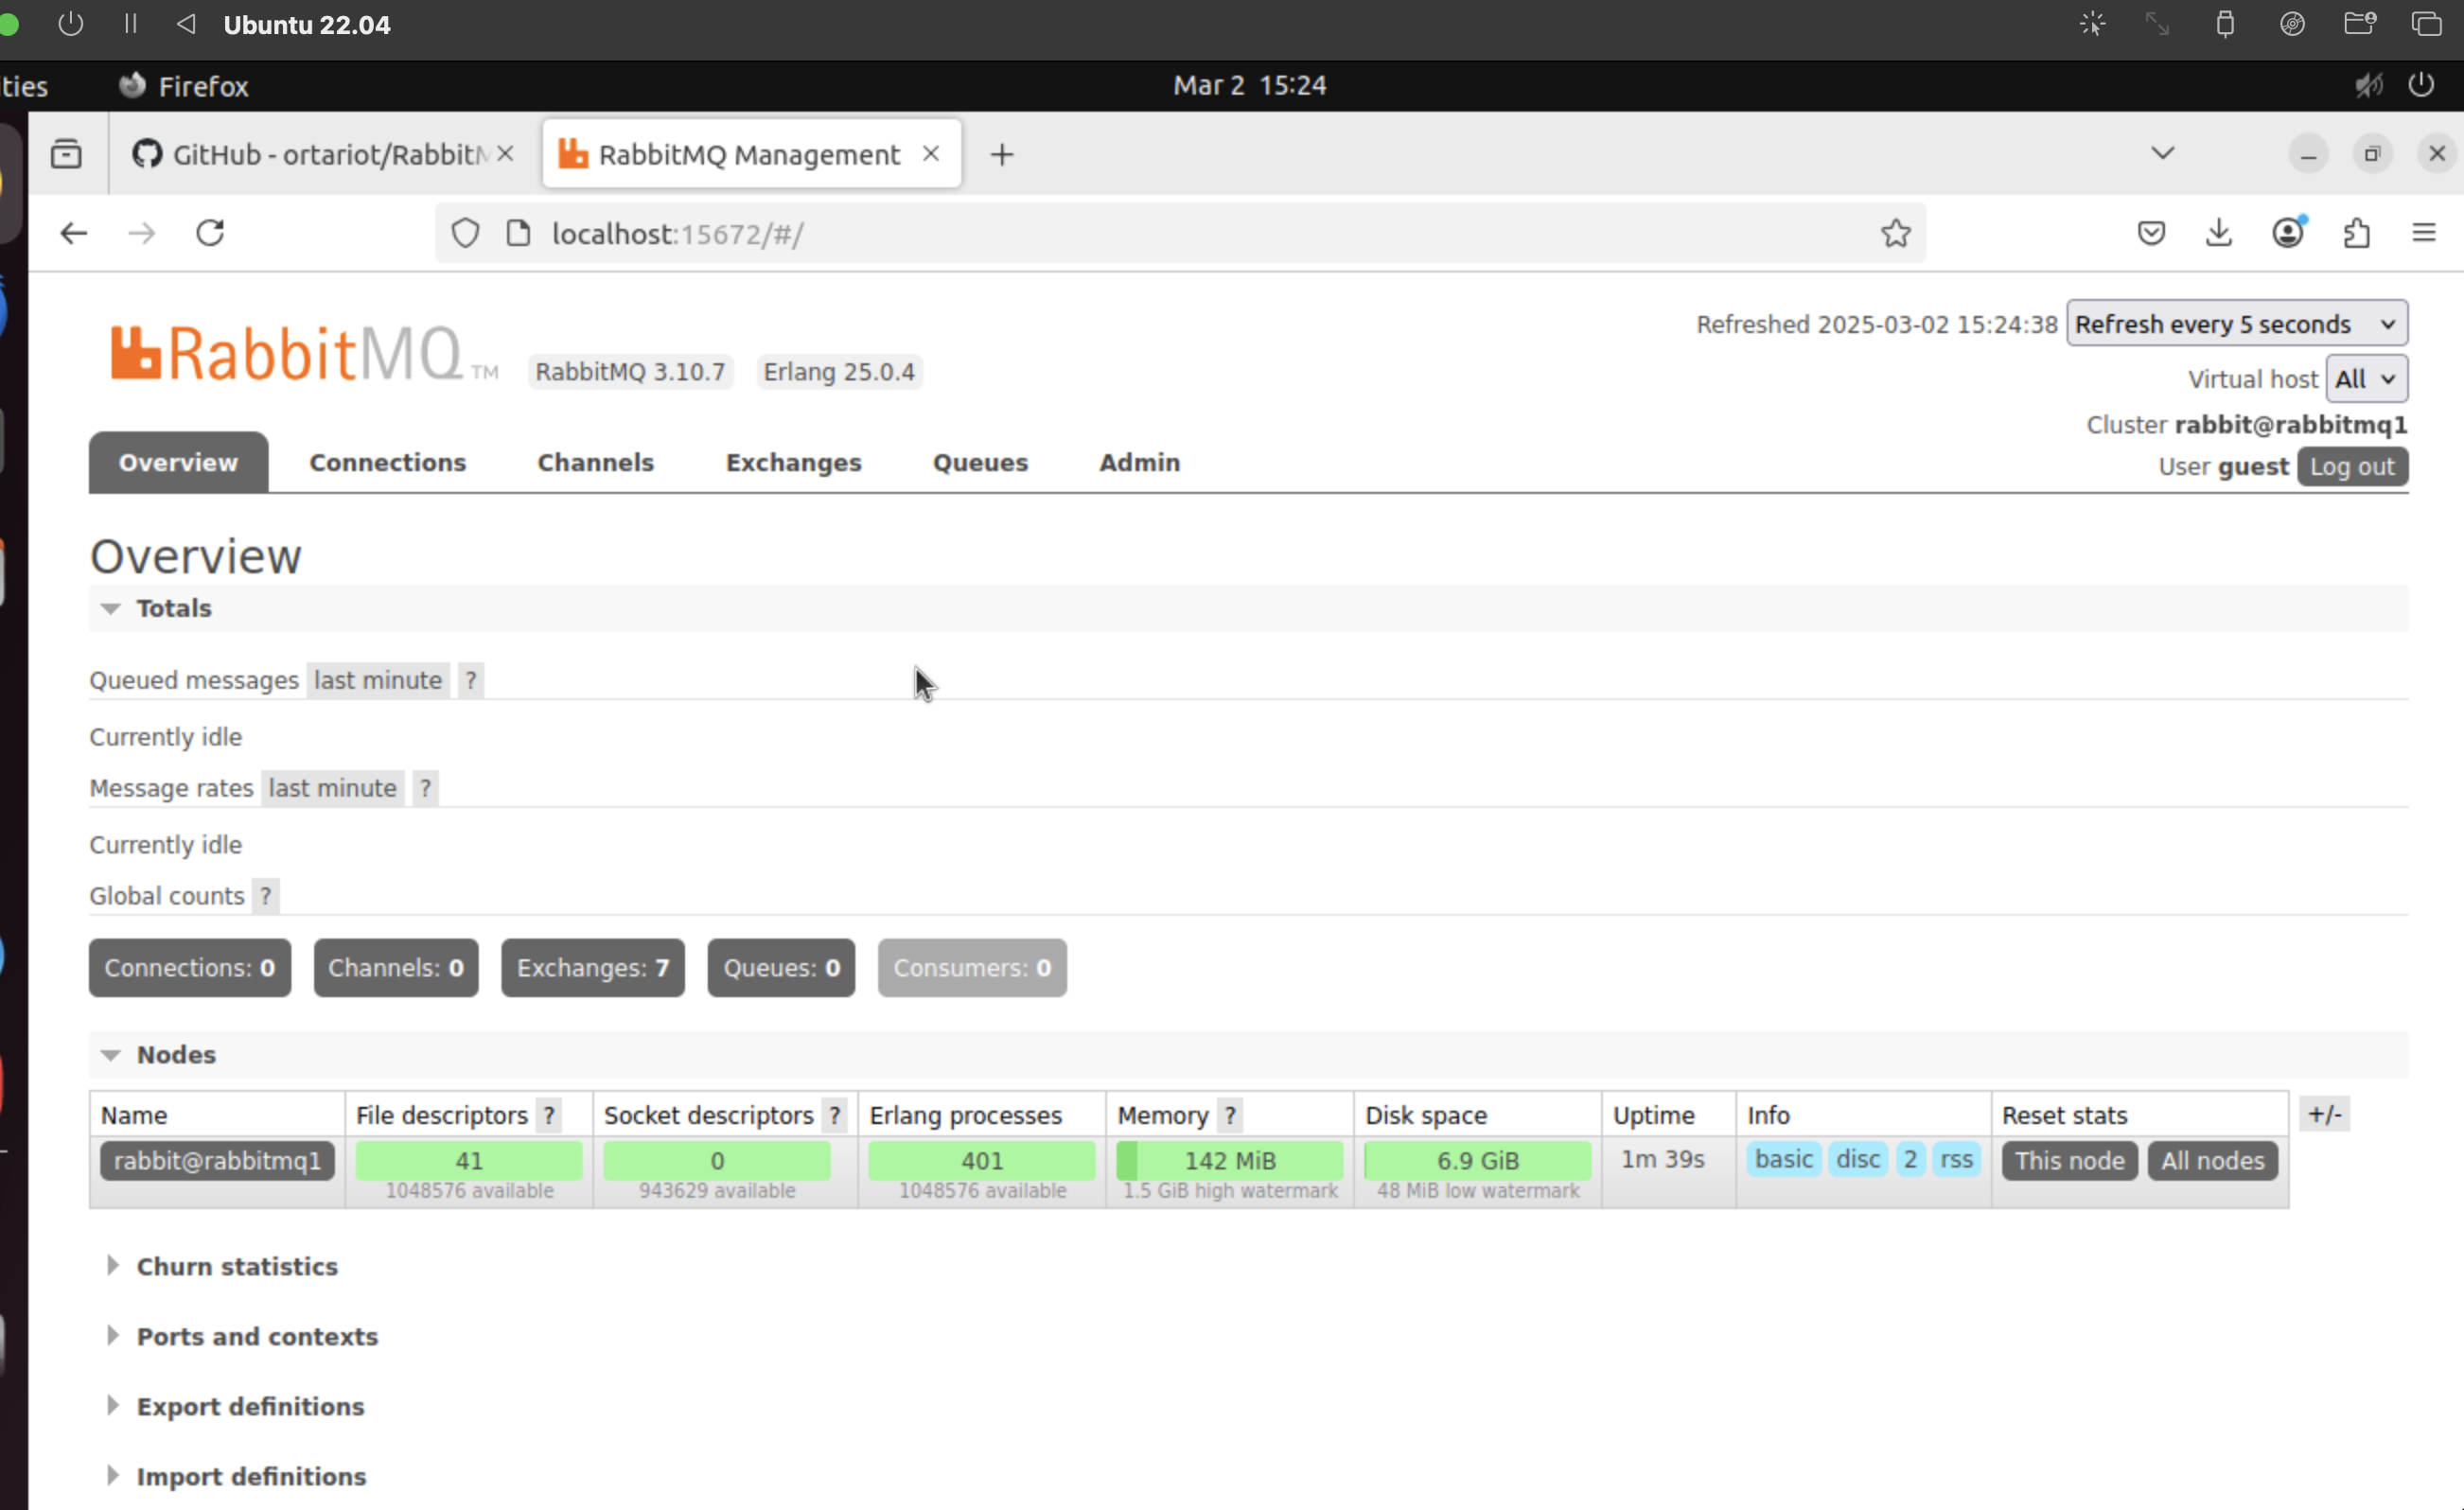 Ubuntu 22.04
ties Firefox Mar 2 15:24
GitHub - ortariot/Rabbit RabbitMQ Management
localhost:15672/#/
Refreshed 2025-03-02 15:24:38 Refresh every 5 seconds
RabbitMQ TM RabbitMQ 3.10.7 Erlang 25.0.4
Virtual host All
Cluster rabbit@rabbitmq1
Overview Connections Channels Exchanges Queues Admin
User guest Log out
Overview
Totals
Queued messages last minute ?
Currently idle
Message rates last minute ?
Currently idle
Global counts ?
Connections: 0 Channels: 0 Exchanges: 7 Queues: 0 Consumers: 0
Nodes
Name File descriptors ? Socket descriptors ? Erlang processes Memory ? Disk space Uptime Info Reset stats +/-
rabbit@rabbitmq1 41 0 401 142 MiB 6.9 GiB 1m 39s basic disc 2 rss This node All nodes
1048576 available 943629 available 1048576 available 1.5 GiB high watermark 48 MiB low watermark
Churn statistics
Ports and contexts
Export definitions
Import definitions